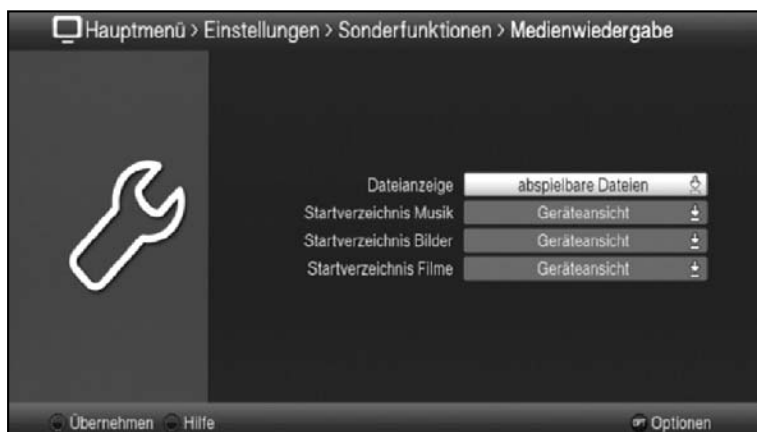 Hauptmenü > Einstellungen > Sonderfunktionen > Medienwiedergabe
Dateianzeige abspielbare Dateien
Startverzeichnis Musik Geräteansicht
Startverzeichnis Bilder Geräteansicht
Startverzeichnis Filme Geräteansicht
Übernehmen Hilfe OPT Optionen